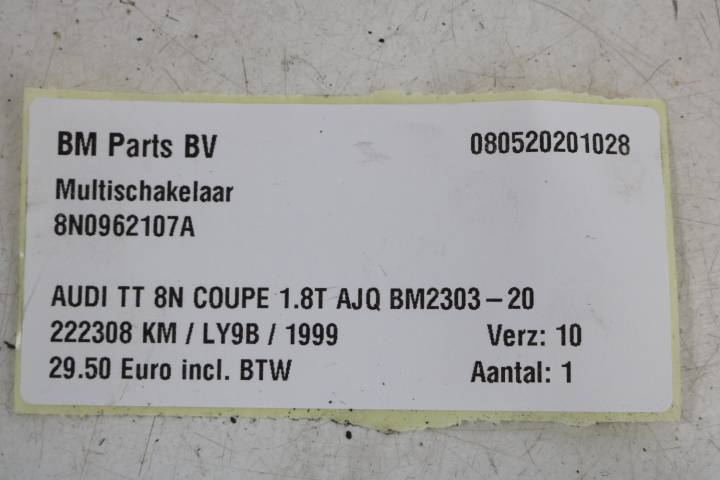 BM Parts BV 080520201028
Multischakelaar
8N0962107A
AUDI TT 8N COUPE 1.8T AJQ BM2303-20
222308 KM / LY9B / 1999 Verz: 10
29.50 Euro incl. BTW Aantal: 1